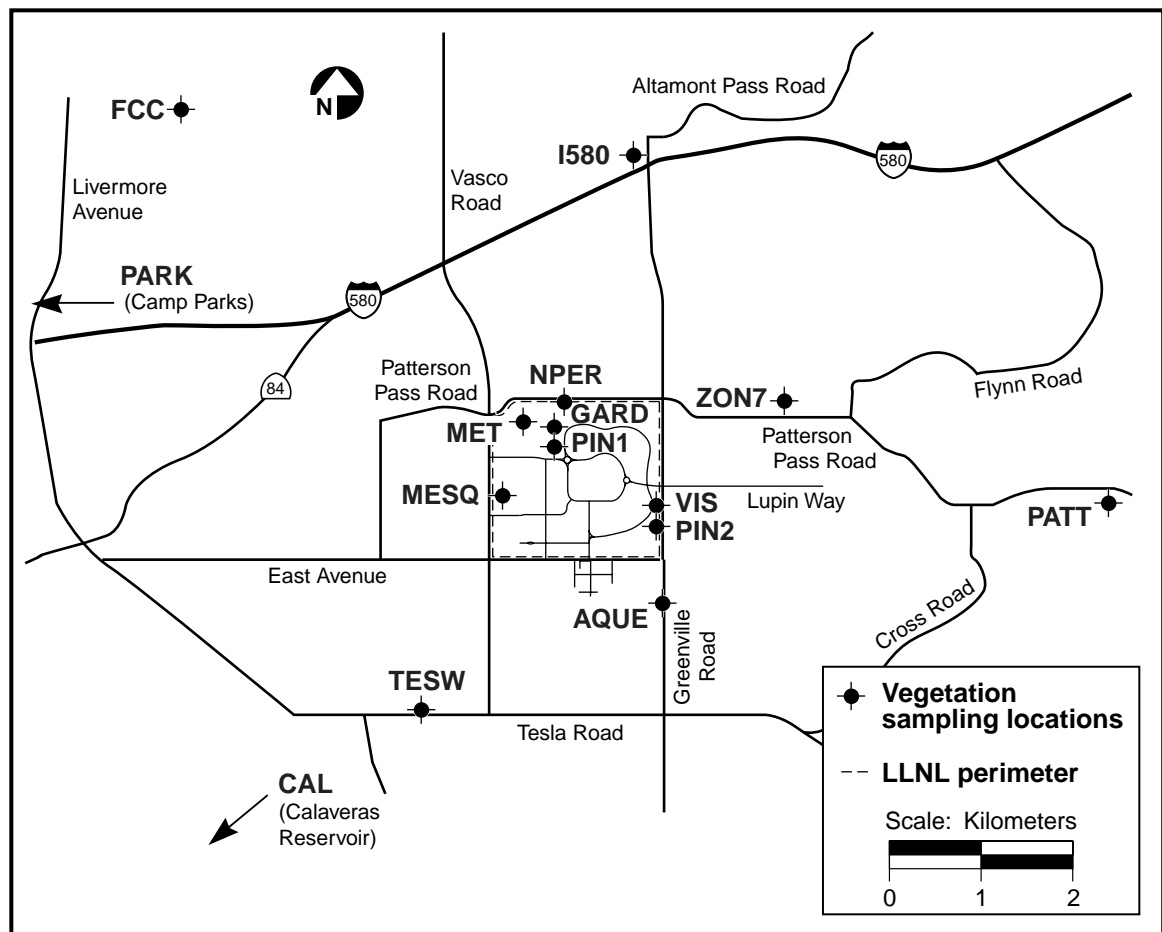 Altamont Pass Road
FCC
N
I580
580
Livermore
Avenue
Vasco
Road
PARK
(Camp Parks)
580
84
Patterson
Pass Road
NPER
GARD
MET
PIN1
ZON7
Flynn Road
Patterson
Pass Road
MESQ
VIS
PIN2
Lupin Way
PATT
East Avenue
AQUE
Greenville
Road
Cross Road
TESW
Tesla Road
CAL
(Calaveras
Reservoir)
Vegetation
sampling locations
LLNL perimeter
Scale: Kilometers
0 1 2